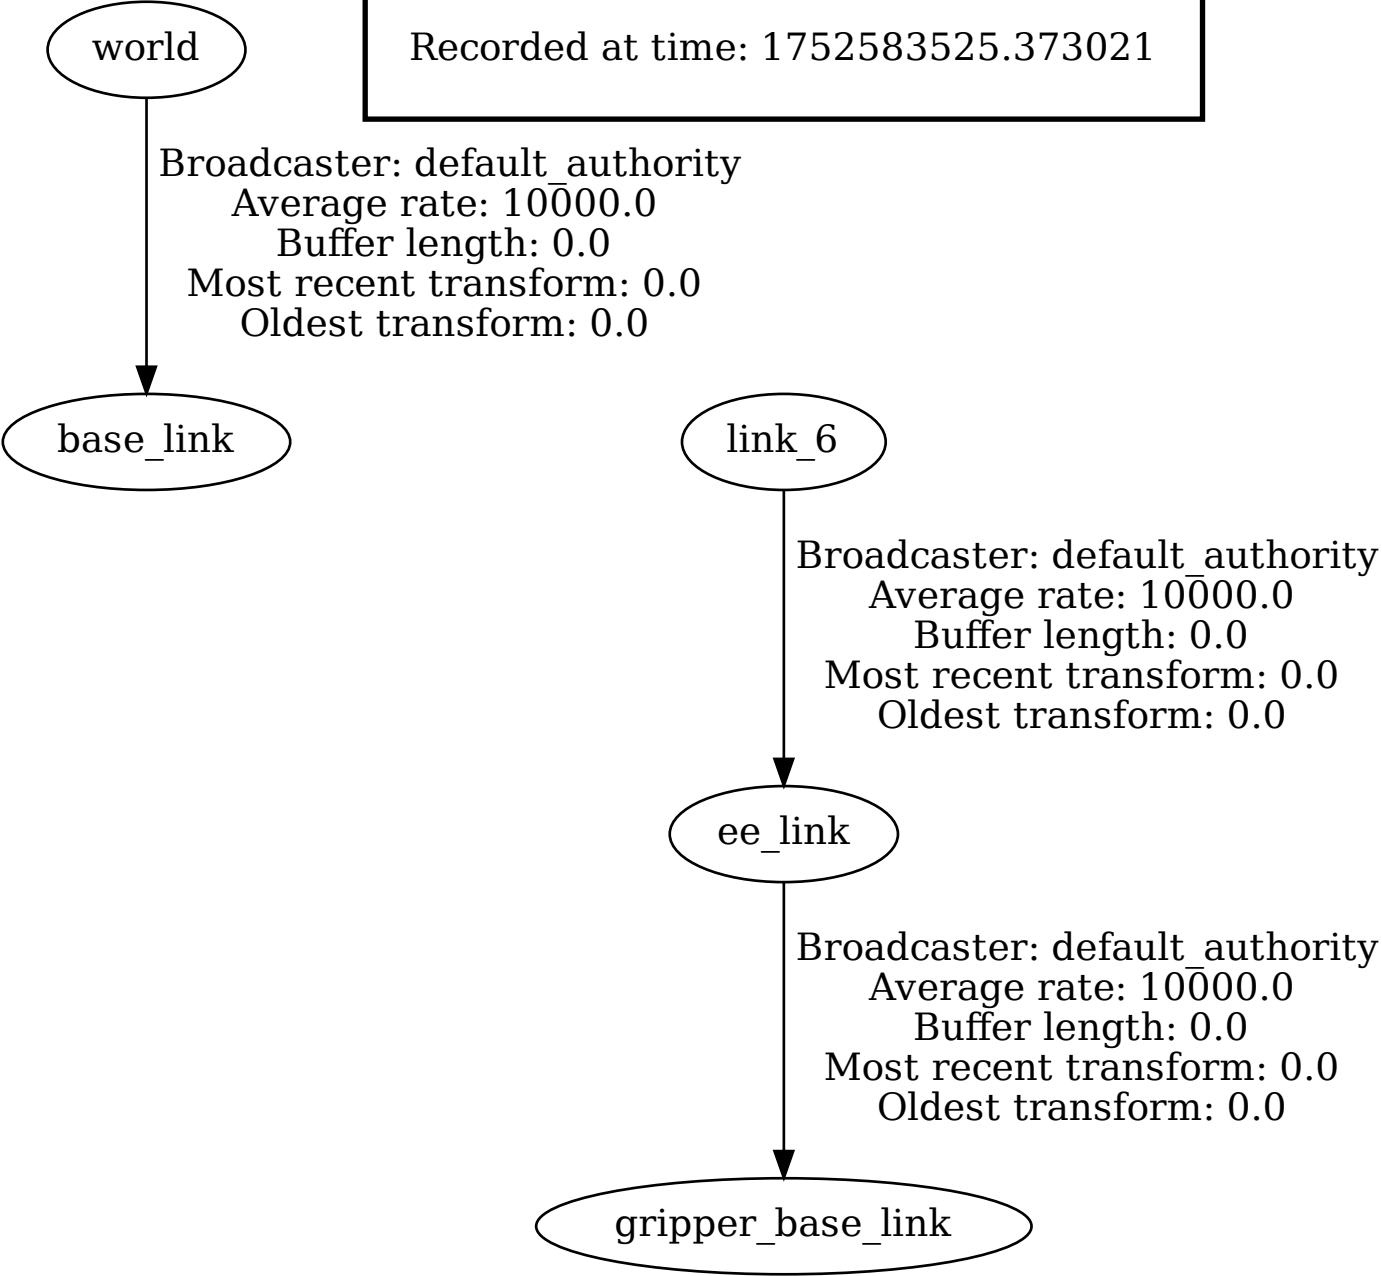 world
Recorded at time: 1752583525.373021
Broadcaster: default_authority
Average rate: 10000.0
Buffer length: 0.0
Most recent transform: 0.0
Oldest transform: 0.0
base_link
link_6
Broadcaster: default_authority
Average rate: 10000.0
Buffer length: 0.0
Most recent transform: 0.0
Oldest transform: 0.0
ee_link
Broadcaster: default_authority
Average rate: 10000.0
Buffer length: 0.0
Most recent transform: 0.0
Oldest transform: 0.0
gripper_base_link